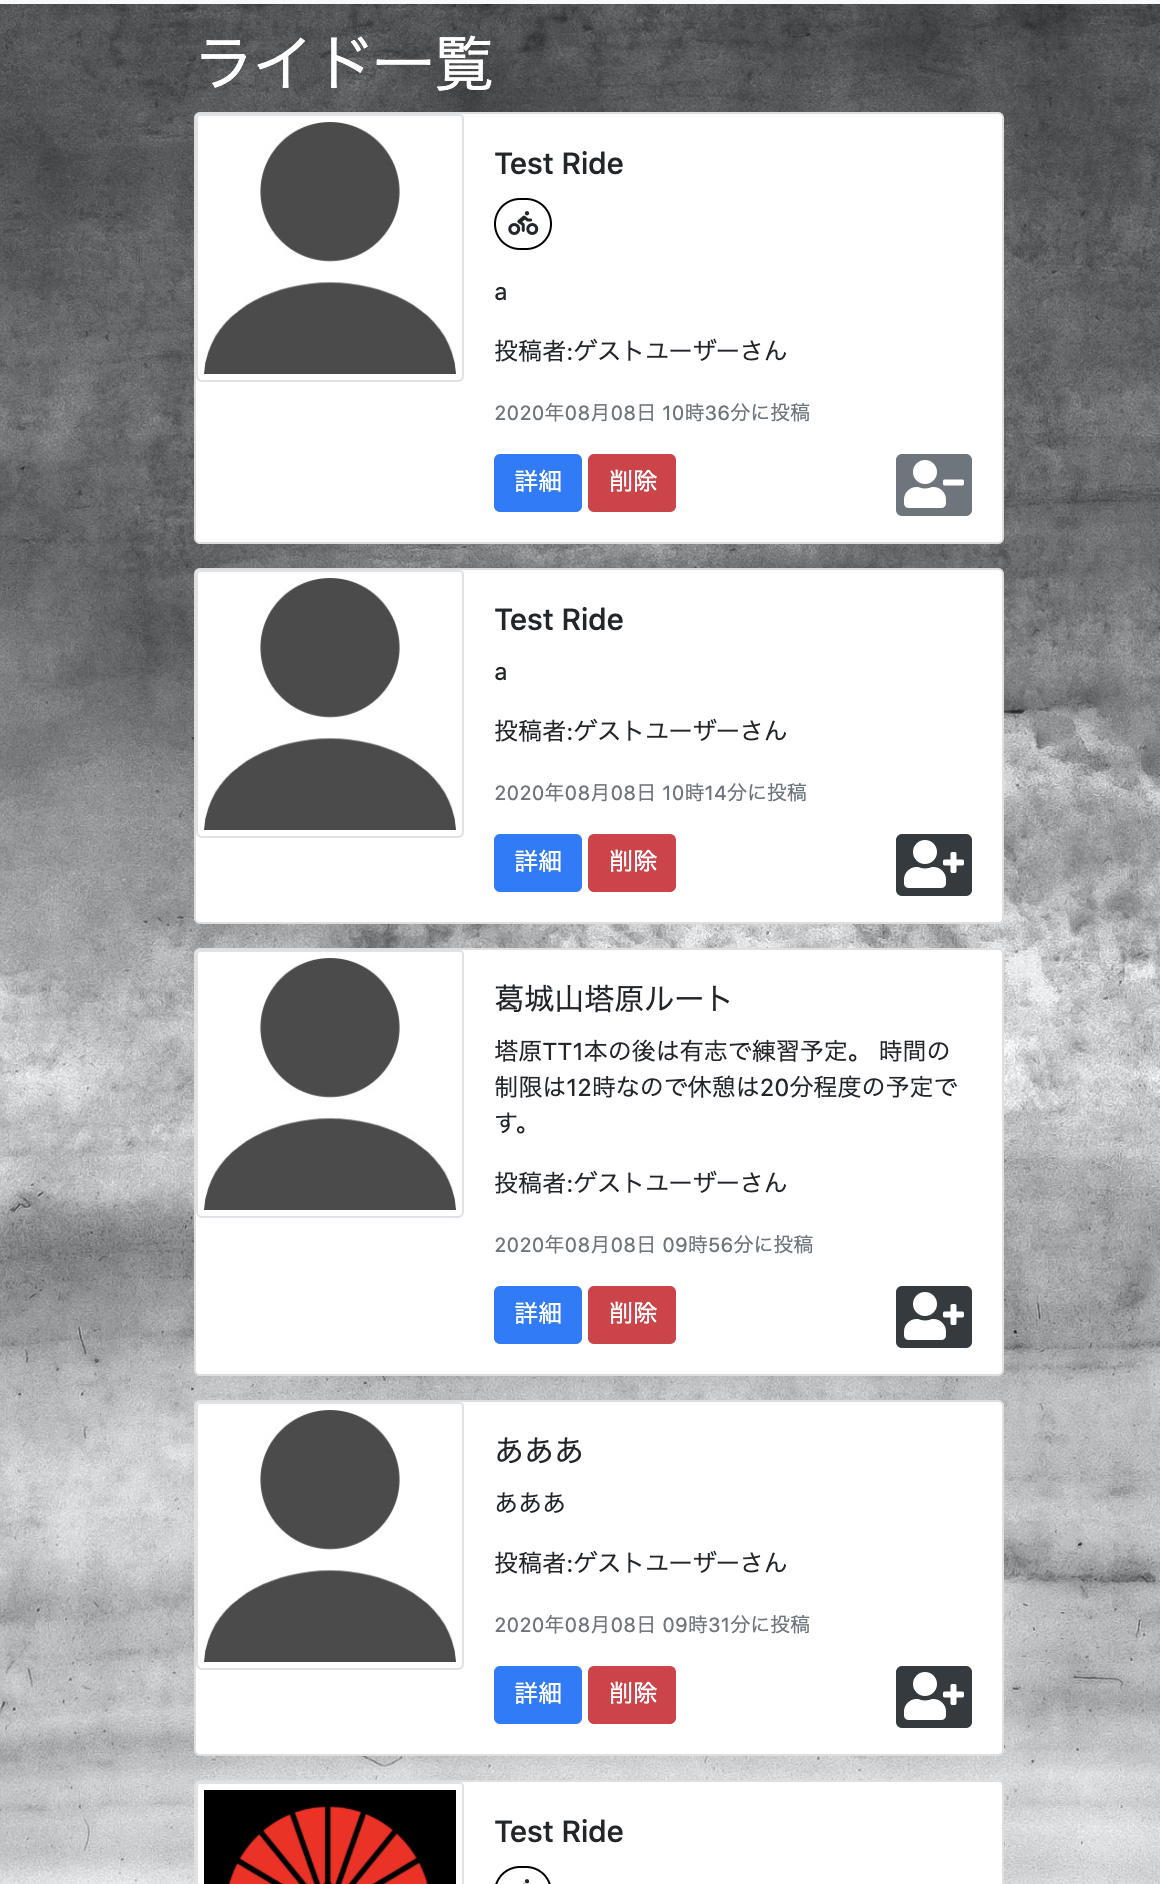 ライド一覧
Test Ride
a
投稿者:ゲストユーザーさん
2020年08月08日 10時36分に投稿
詳細 削除
Test Ride
a
投稿者:ゲストユーザーさん
2020年08月08日 10時14分に投稿
詳細 削除
葛城山塔原ルート
塔原TT1本の後は有志で練習予定。 時間の
制限は12時なので休憩は20分程度の予定で
す。
投稿者:ゲストユーザーさん
2020年08月08日 09時56分に投稿
詳細 削除
あああ
あああ
投稿者:ゲストユーザーさん
2020年08月08日 09時31分に投稿
詳細 削除
Test Ride